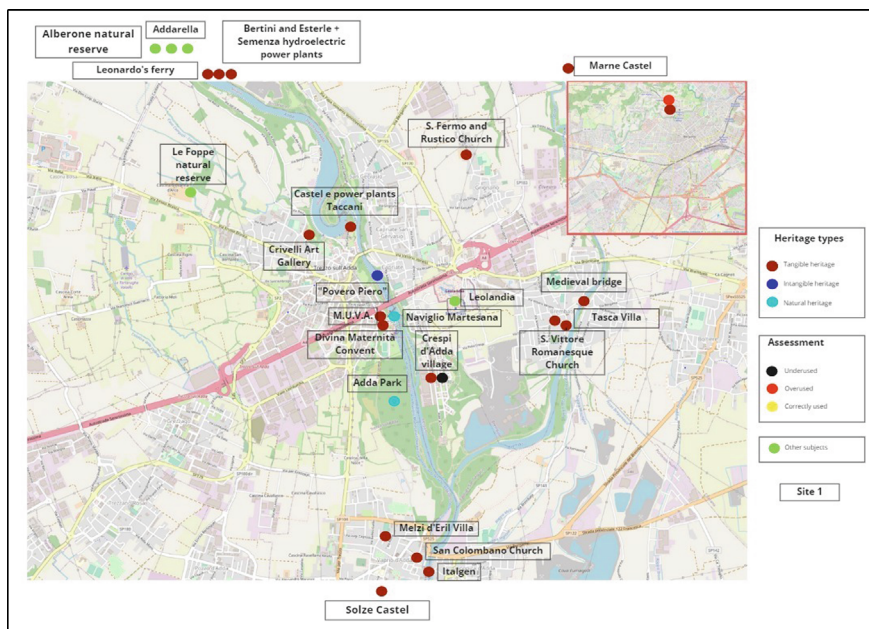 Alberone natural
reserve
Addarella
Bertini and Esterle +
Semenza hydroelectric
power plants
Leonardo's ferry
Marne Castel
S. Fermo and
Rustico Church
Le Foppe
natural
reserve
Castel e power plants
Taccani
Crivelli Art
Gallery
"Povero Piero"
Leolandia
Medieval bridge
M.U.V.A.
Naviglio Martesana
Tasca Villa
Divina Maternità
Convent
Crespi
d'Adda
village
S. Vittore
Romanesque
Church
Adda Park
Melzi d'Eril Villa
San Colombano Church
Italgen
Solze Castel
Heritage types
Tangible heritage
Intangible heritage
Natural heritage
Assessment
Underused
Overused
Correctly used
Other subjects
Site 1